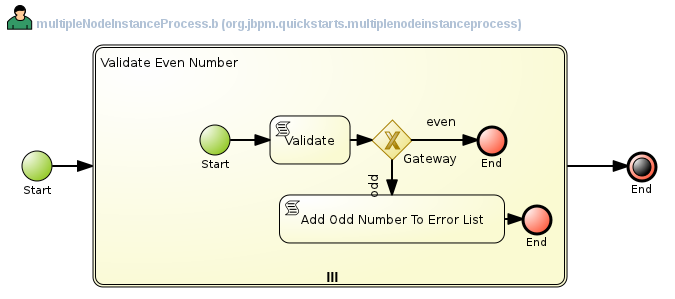 multipleNodeInstanceProcess.b (org.jbpm.quickstarts.multiplenodeinstanceprocess)
Validate Even Number
Start
Start
Validate
even
Gateway
End
odd
Add Odd Number To Error List
End
End